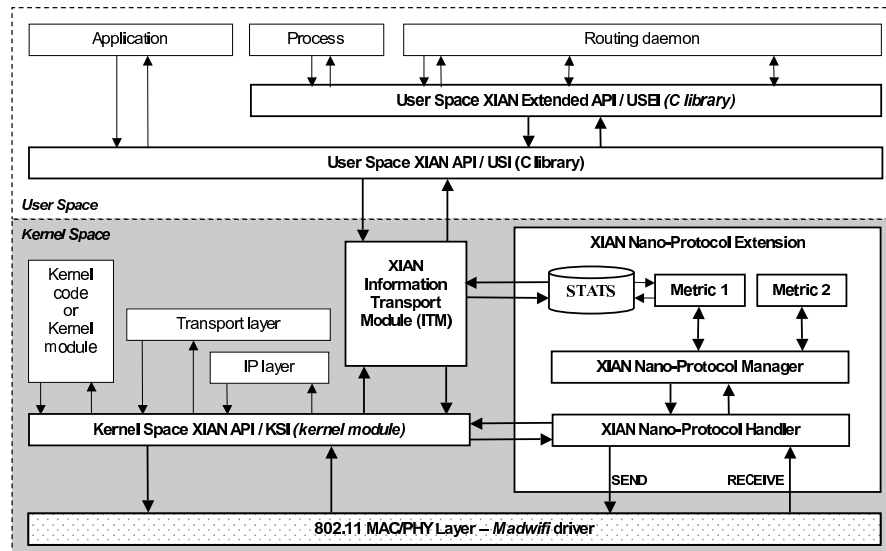 Application
Process
Routing daemon
User Space XIAN Extended API / USEI (C library)
User Space XIAN API / USI (C library)
User Space
Kernel Space
XIAN Nano-Protocol Extension
Kernel
code
or
Kernel
module
XIAN
Information
Transport
Module (ITM)
STATS
Metric 1
Metric 2
Transport layer
IP layer
XIAN Nano-Protocol Manager
Kernel Space XIAN API / KSI (kernel module)
XIAN Nano-Protocol Handler
SEND
RECEIVE
802.11 MAC/PHY Layer – Madwifi driver